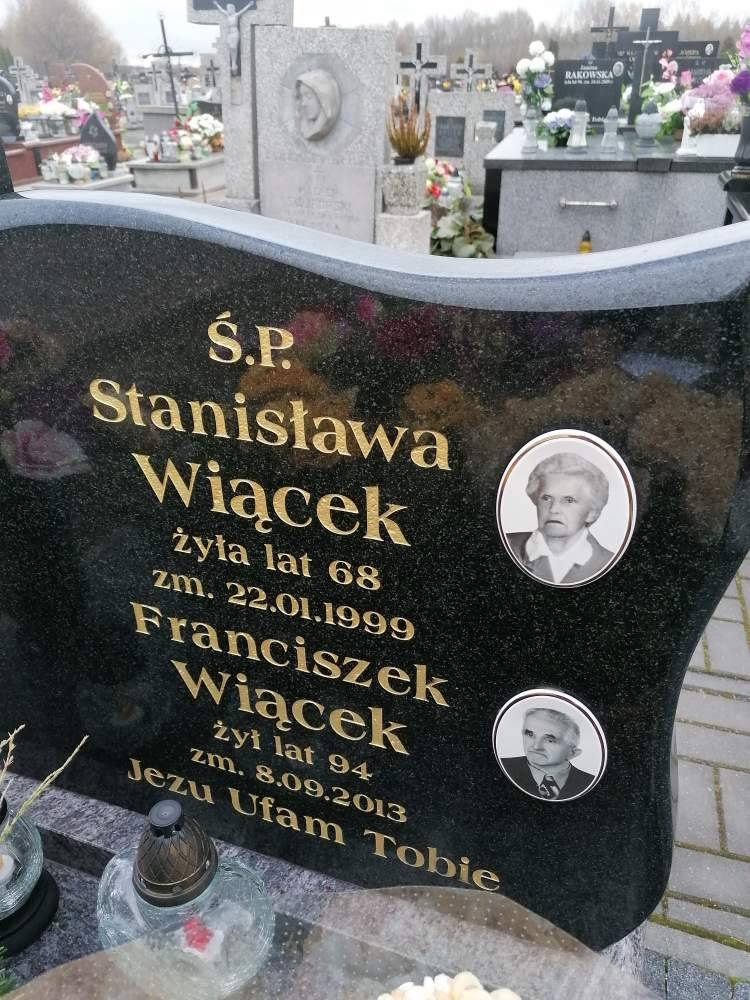 Ś.P.
Stanisława
Wiącek
żyła lat 68
zm. 22.01.1999
Franciszek
Wiącek
żył lat 94
zm. 8.09.2013
Jezu Ufam Tobie
RAKOWSKA